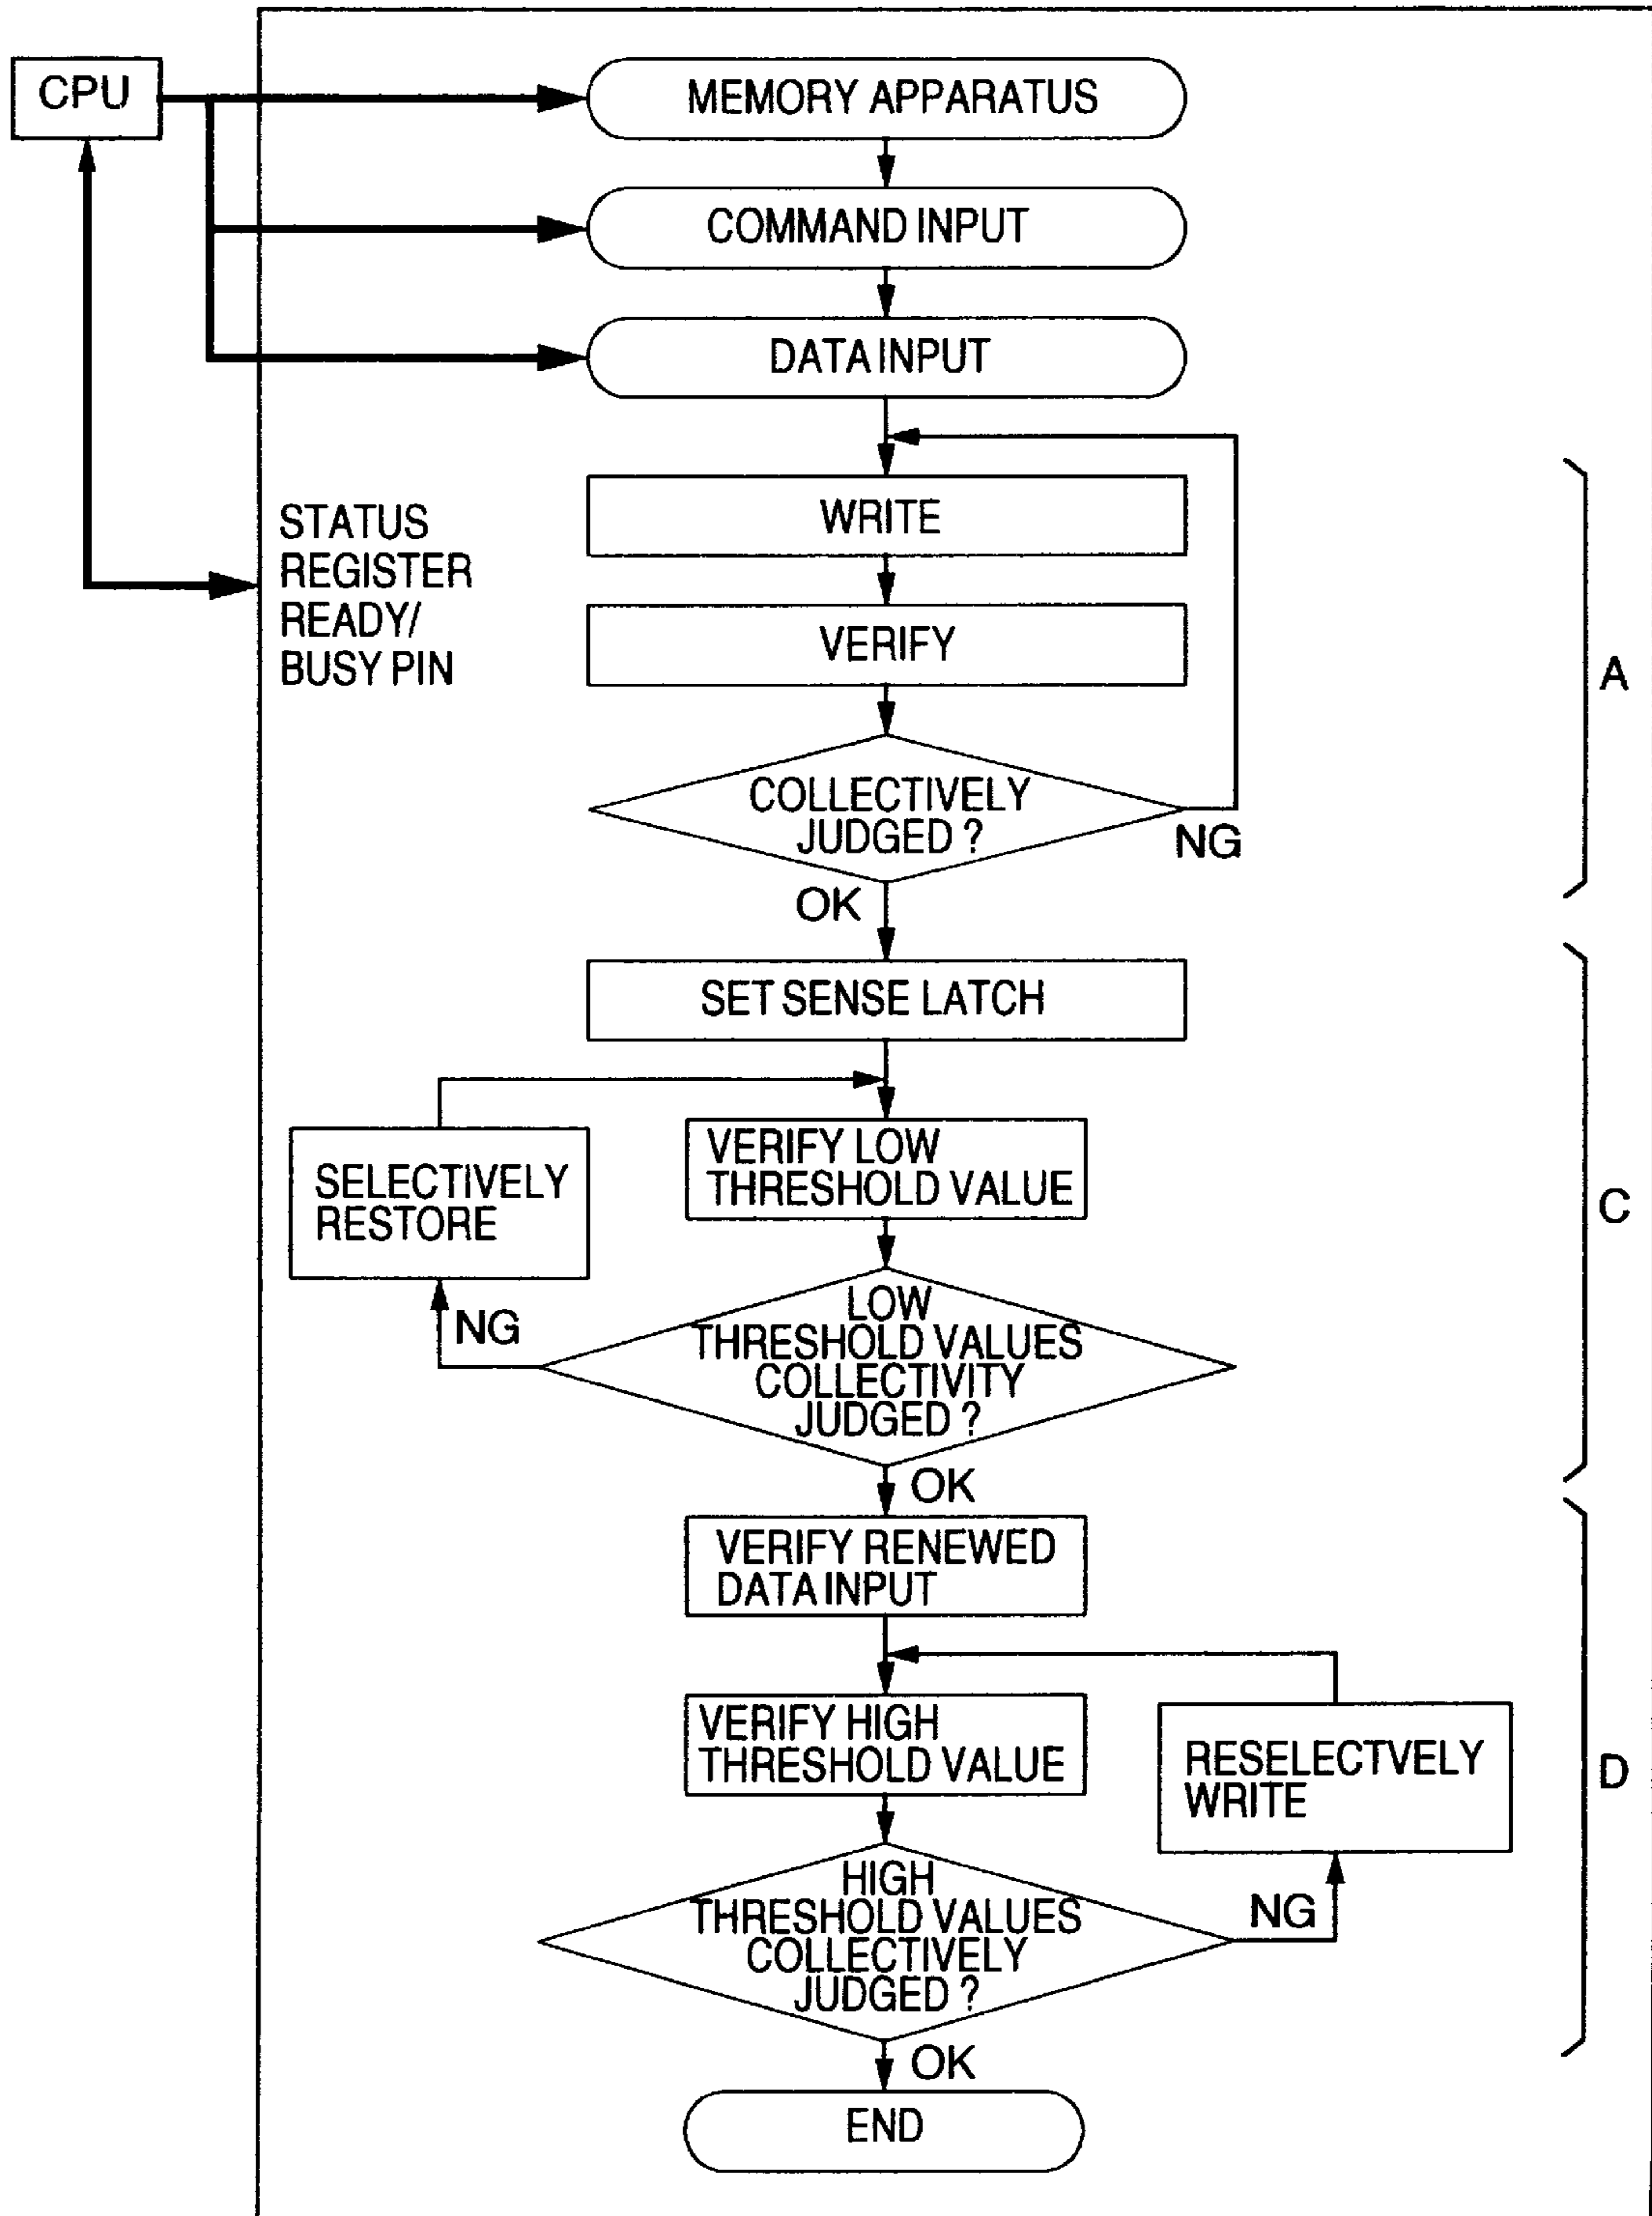 CPU
MEMORY APPARATUS
COMMAND INPUT
DATA INPUT
STATUS
REGISTER
READY/
BUSY PIN
WRITE
VERIFY
A
COLLECTIVELY
JUDGED ?
NG
OK
SET SENSE LATCH
SELECTIVELY
RESTORE
VERIFY LOW
THRESHOLD VALUE
C
NG
LOW
THRESHOLD VALUES
COLLECTIVITY
JUDGED ?
OK
VERIFY RENEWED
DATA INPUT
VERIFY HIGH
THRESHOLD VALUE
RESELECTVELY
WRITE
D
HIGH
THRESHOLD VALUES
COLLECTIVELY
JUDGED ?
NG
OK
END